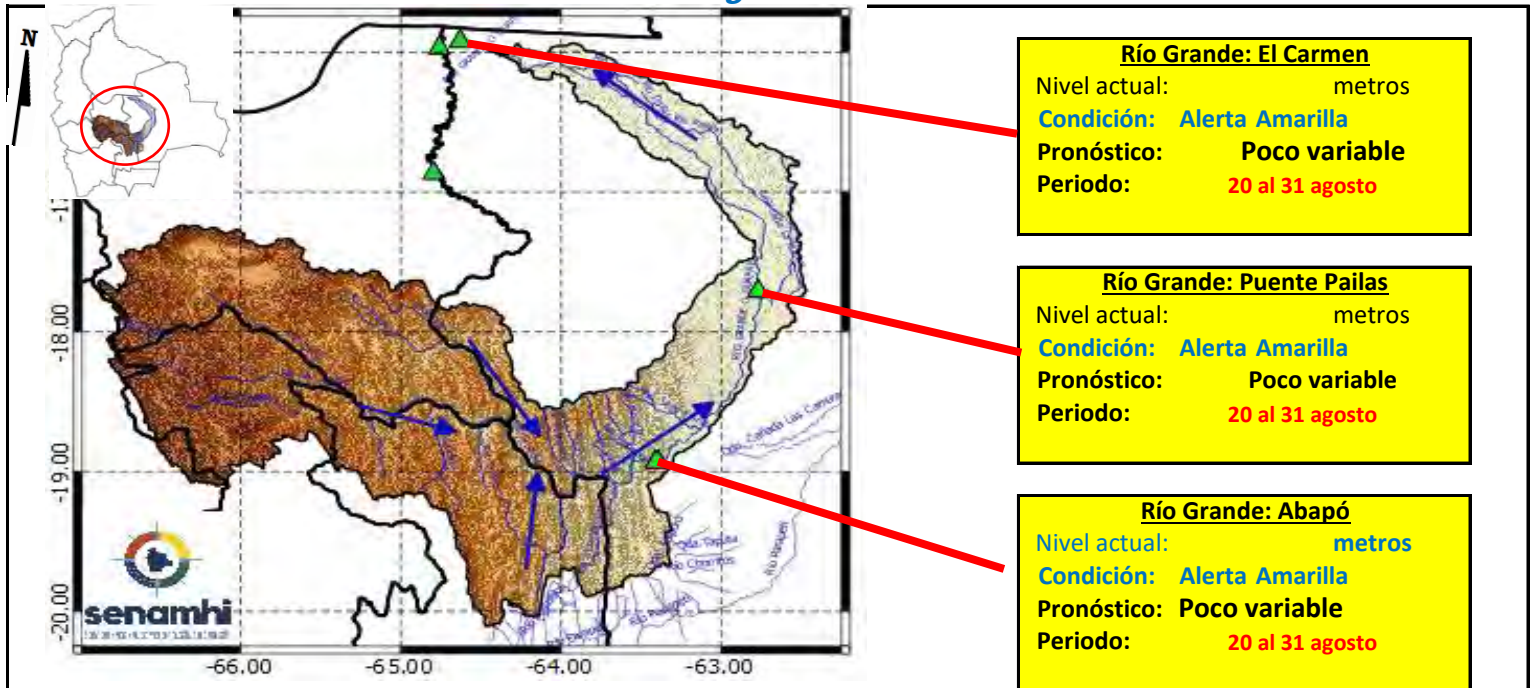 N
Río Grande: El Carmen
Nivel actual: metros
Condición: Alerta Amarilla
Pronóstico: Poco variable
Periodo: 20 al 31 agosto
Río Grande: Puente Pailas
Nivel actual: metros
Condición: Alerta Amarilla
Pronóstico: Poco variable
Periodo: 20 al 31 agosto
Río Grande: Abapó
Nivel actual: metros
Condición: Alerta Amarilla
Pronóstico: Poco variable
Periodo: 20 al 31 agosto
-18.00
-19.00
-20.00
-66.00
-65.00
-64.00
-63.00
senamhi